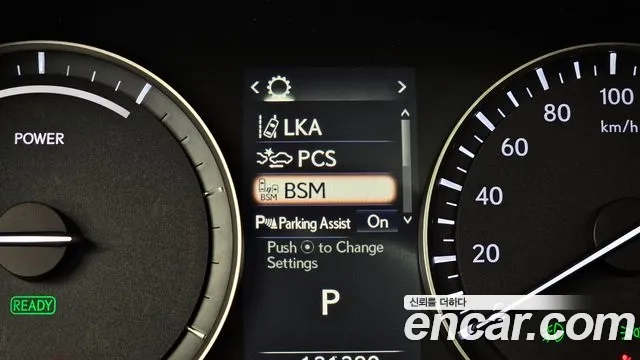 POWER
READY
LKA
PCS
BSM
BSM
Parking Assist On
Push to Change
Settings
P
100
80
60
40
20
km/h
신뢰를 더하다
encar.com